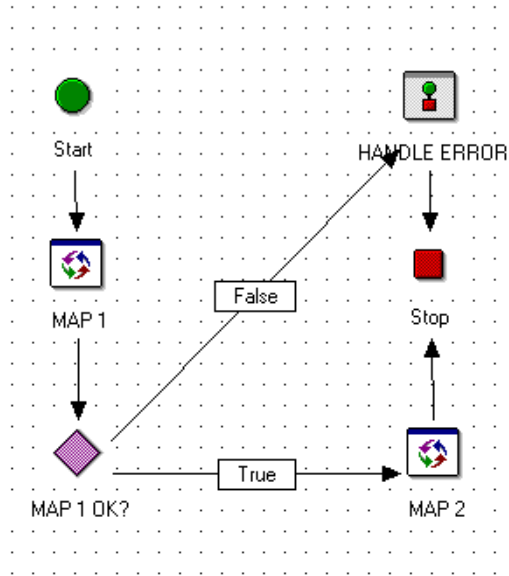 Start
HANDLE ERROR
MAP 1
False
Stop
True
MAP 1 OK?
MAP 2